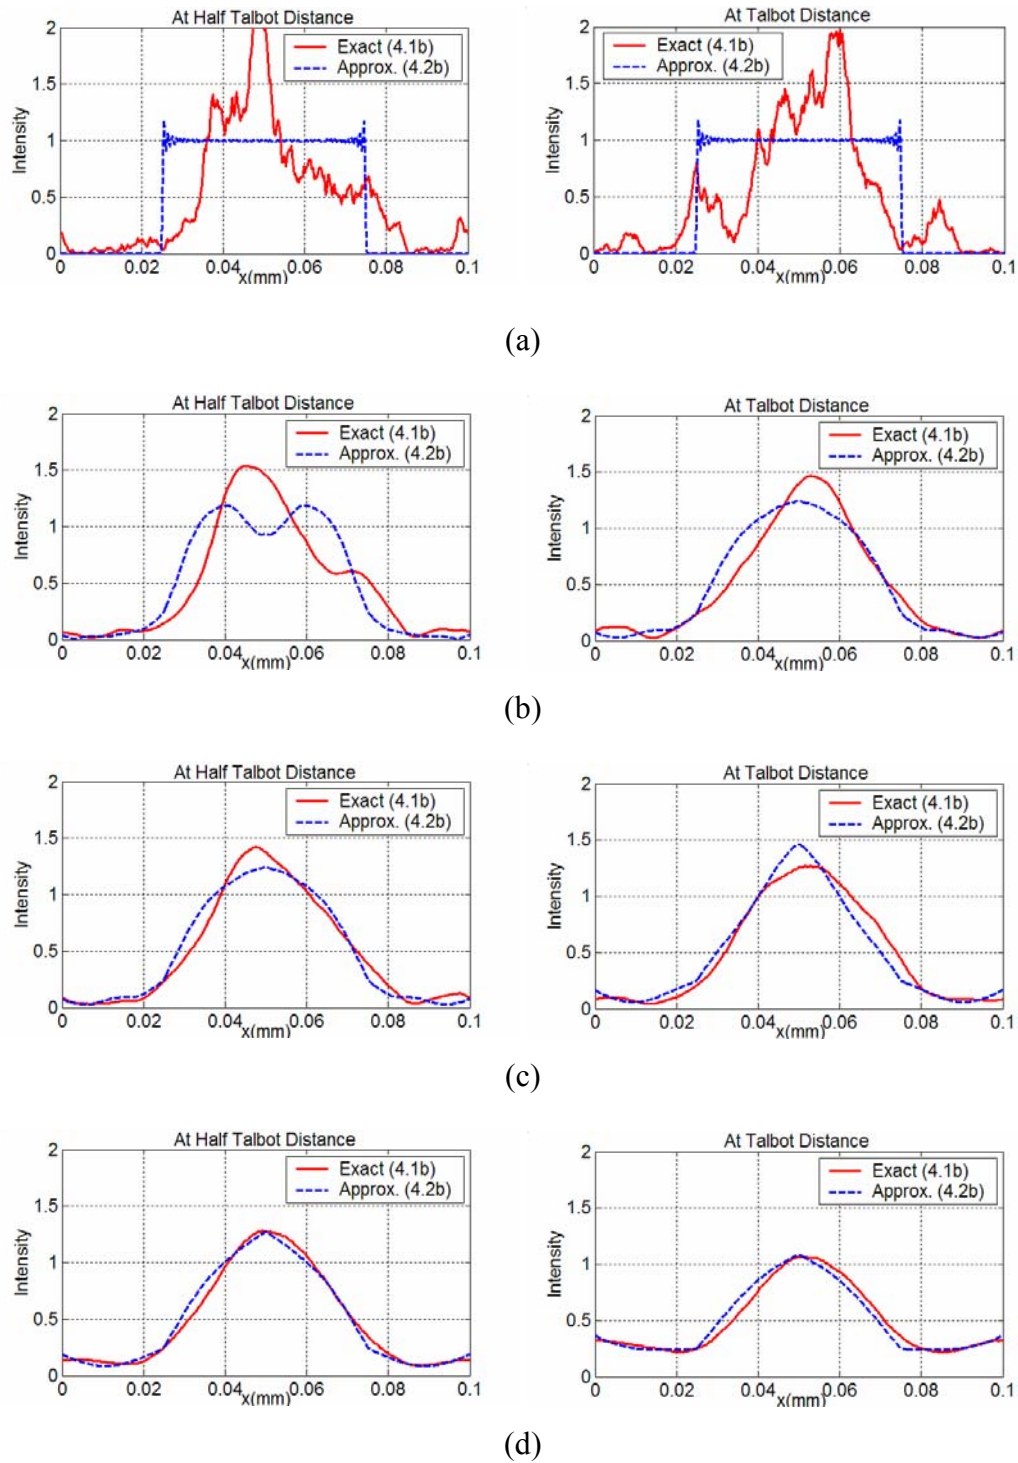 At Half Talbot Distance
2
1.5
1
0.5
0
Intensity
Exact (4.1b)
Approx. (4.2b)
0 0.02 0.04 0.06 0.08 0.1
x(mm)
At Talbot Distance
2
1.5
1
0.5
0
Intensity
Exact (4.1b)
Approx. (4.2b)
0 0.02 0.04 0.06 0.08 0.1
x(mm)
(a)
At Half Talbot Distance
2
1.5
1
0.5
0
Intensity
Exact (4.1b)
Approx. (4.2b)
0 0.02 0.04 0.06 0.08 0.1
x(mm)
At Talbot Distance
2
1.5
1
0.5
0
Intensity
Exact (4.1b)
Approx. (4.2b)
0 0.02 0.04 0.06 0.08 0.1
x(mm)
(b)
At Half Talbot Distance
2
1.5
1
0.5
0
Intensity
Exact (4.1b)
Approx. (4.2b)
0 0.02 0.04 0.06 0.08 0.1
x(mm)
At Talbot Distance
2
1.5
1
0.5
0
Intensity
Exact (4.1b)
Approx. (4.2b)
0 0.02 0.04 0.06 0.08 0.1
x(mm)
(c)
At Half Talbot Distance
2
1.5
1
0.5
0
Intensity
Exact (4.1b)
Approx. (4.2b)
0 0.02 0.04 0.06 0.08 0.1
x(mm)
At Talbot Distance
2
1.5
1
0.5
0
Intensity
Exact (4.1b)
Approx. (4.2b)
0 0.02 0.04 0.06 0.08 0.1
x(mm)
(d)